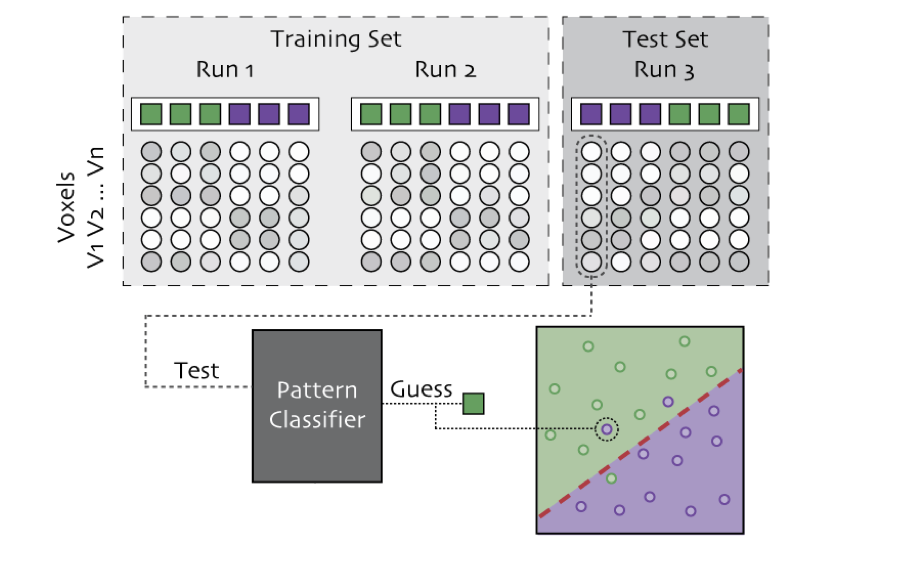 Training Set
Run 1
Run 2
Test Set
Run 3
Voxels
V1 V2 ... Vn
Test
Pattern
Classifier
Guess